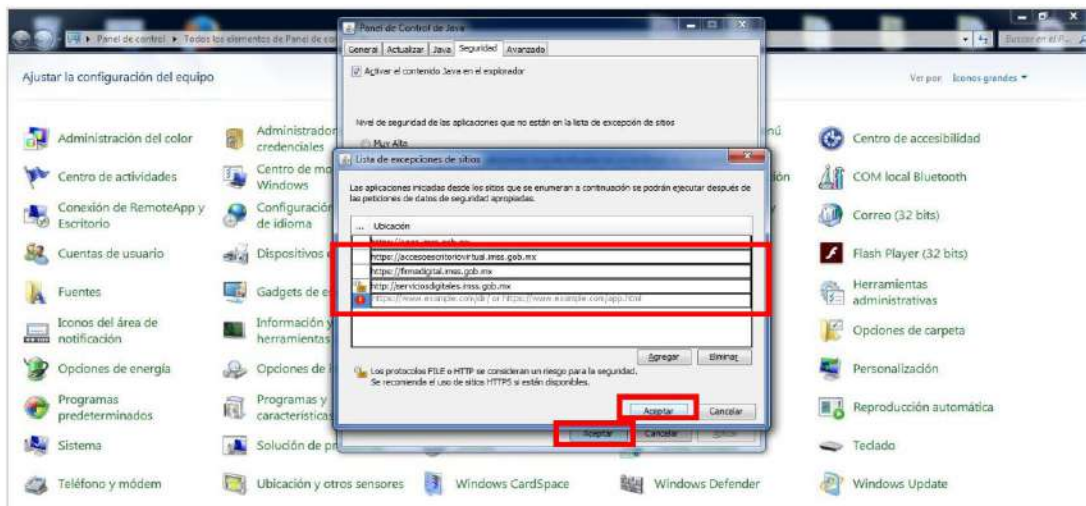 Panel de Control de Java
Panel de control ▸ Todos los elementos de Panel de con
General Actualizar Java Seguridad Avanzado
Ajustar la configuración del equipo
Activar el contenido Java en el explorador
Ver por: Iconos grandes
Nivel de seguridad de las aplicaciones que no están en la lista de excepción de sitios
Muy Alta
Administración del color
Administrador
credenciales
nú
Centro de accesibilidad
Lista de excepciones de sitios
Centro de actividades
Centro de mo
Windows
ión
COM local Bluetooth
Las aplicaciones iniciadas desde los sitios que se enumeran a continuación se podrán ejecutar después de
las peticiones de datos de seguridad apropiadas.
Conexión de RemoteApp y
Escritorio
Configuración
de idioma
y
Correo (32 bits)
... Ubicación
https://accesoescritoriovirtual.imss.gob.mx
https://firmadigital.imss.gob.mx
http://serviciosdigitales.imss.gob.mx
https://www.example.com/dir/ or https://www.example.com/app.html
Cuentas de usuario
Dispositivos
Flash Player (32 bits)
Fuentes
Gadgets de e
Herramientas
administrativas
Iconos del área de
notificación
Información y
herramientas
Opciones de carpeta
Agregar Eliminar
Opciones de energía
Opciones de i
Personalización
Los protocolos FILE o HTTP se consideran un riesgo para la seguridad.
Se recomienda el uso de sitios HTTPS si están disponibles.
Programas
predeterminados
Programas y
características
Reproducción automática
Aceptar Cancelar
Aceptar Cancelar
Sistema
Solución de pr
Teclado
Teléfono y módem
Ubicación y otros sensores
Windows CardSpace
Windows Defender
Windows Update